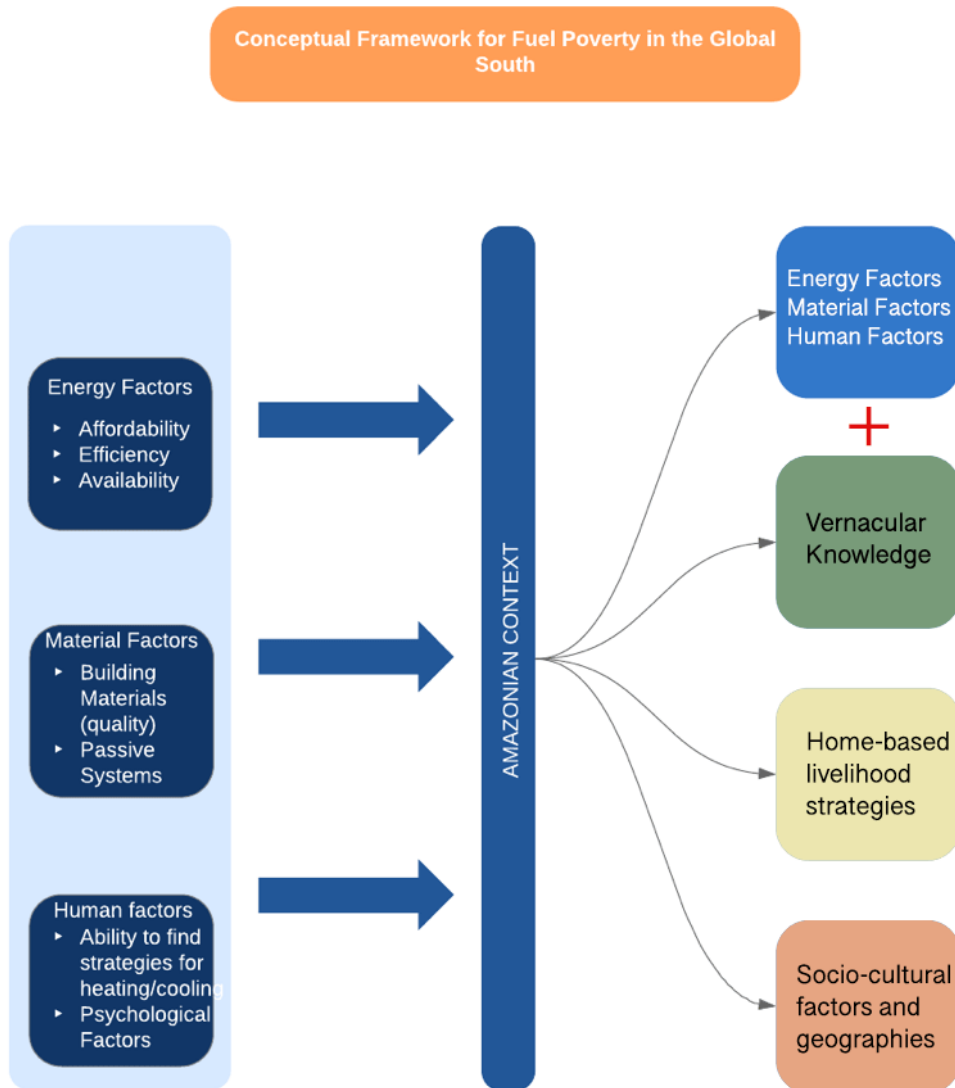 Conceptual Framework for Fuel Poverty in the Global
South
Energy Factors
‣ Affordability
‣ Efficiency
‣ Availability
Material Factors
‣ Building
Materials
(quality)
‣ Passive
Systems
Human factors
‣ Ability to find
strategies for
heating/cooling
‣ Psychological
Factors
AMAZONIAN CONTEXT
Energy Factors
Material Factors
Human Factors
+
Vernacular
Knowledge
Home-based
livelihood
strategies
Socio-cultural
factors and
geographies